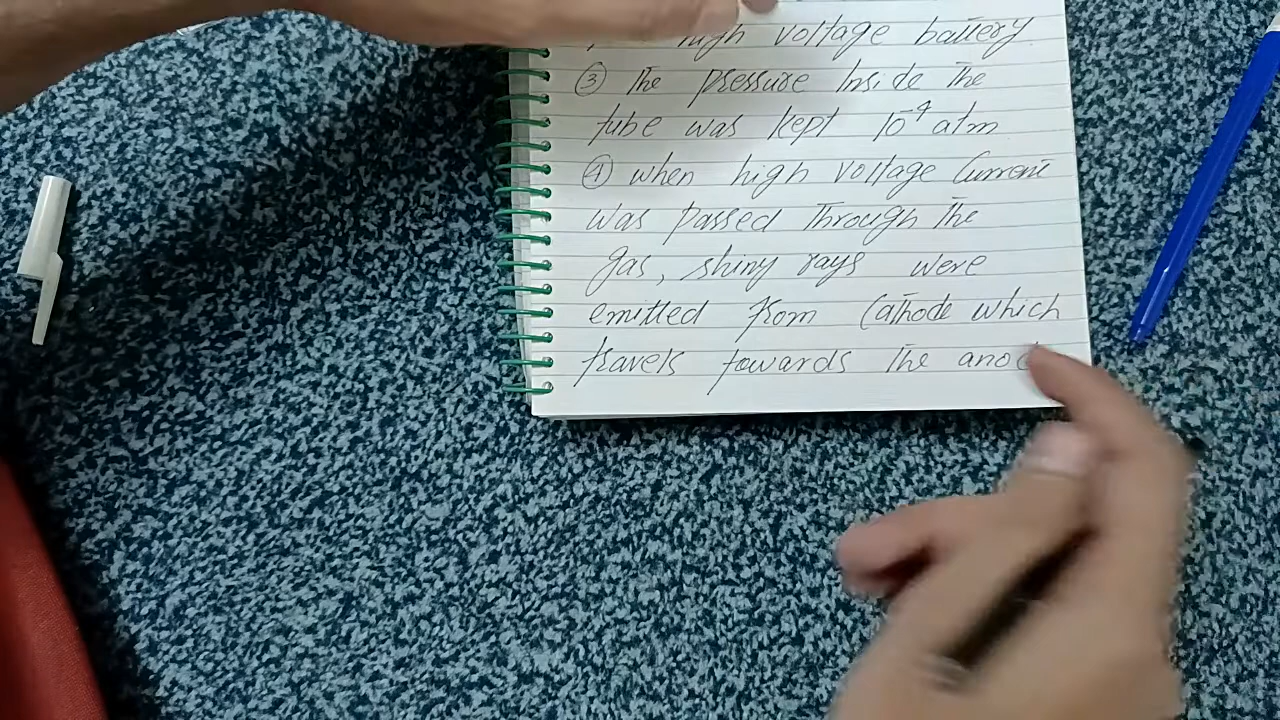 high voltage battery
③ The pressure Inside The
tube was kept 10⁻⁴ atm
④ when high voltage Current
was passed Through The
gas, shiny rays were
emitted from Cathode which
travels towards The